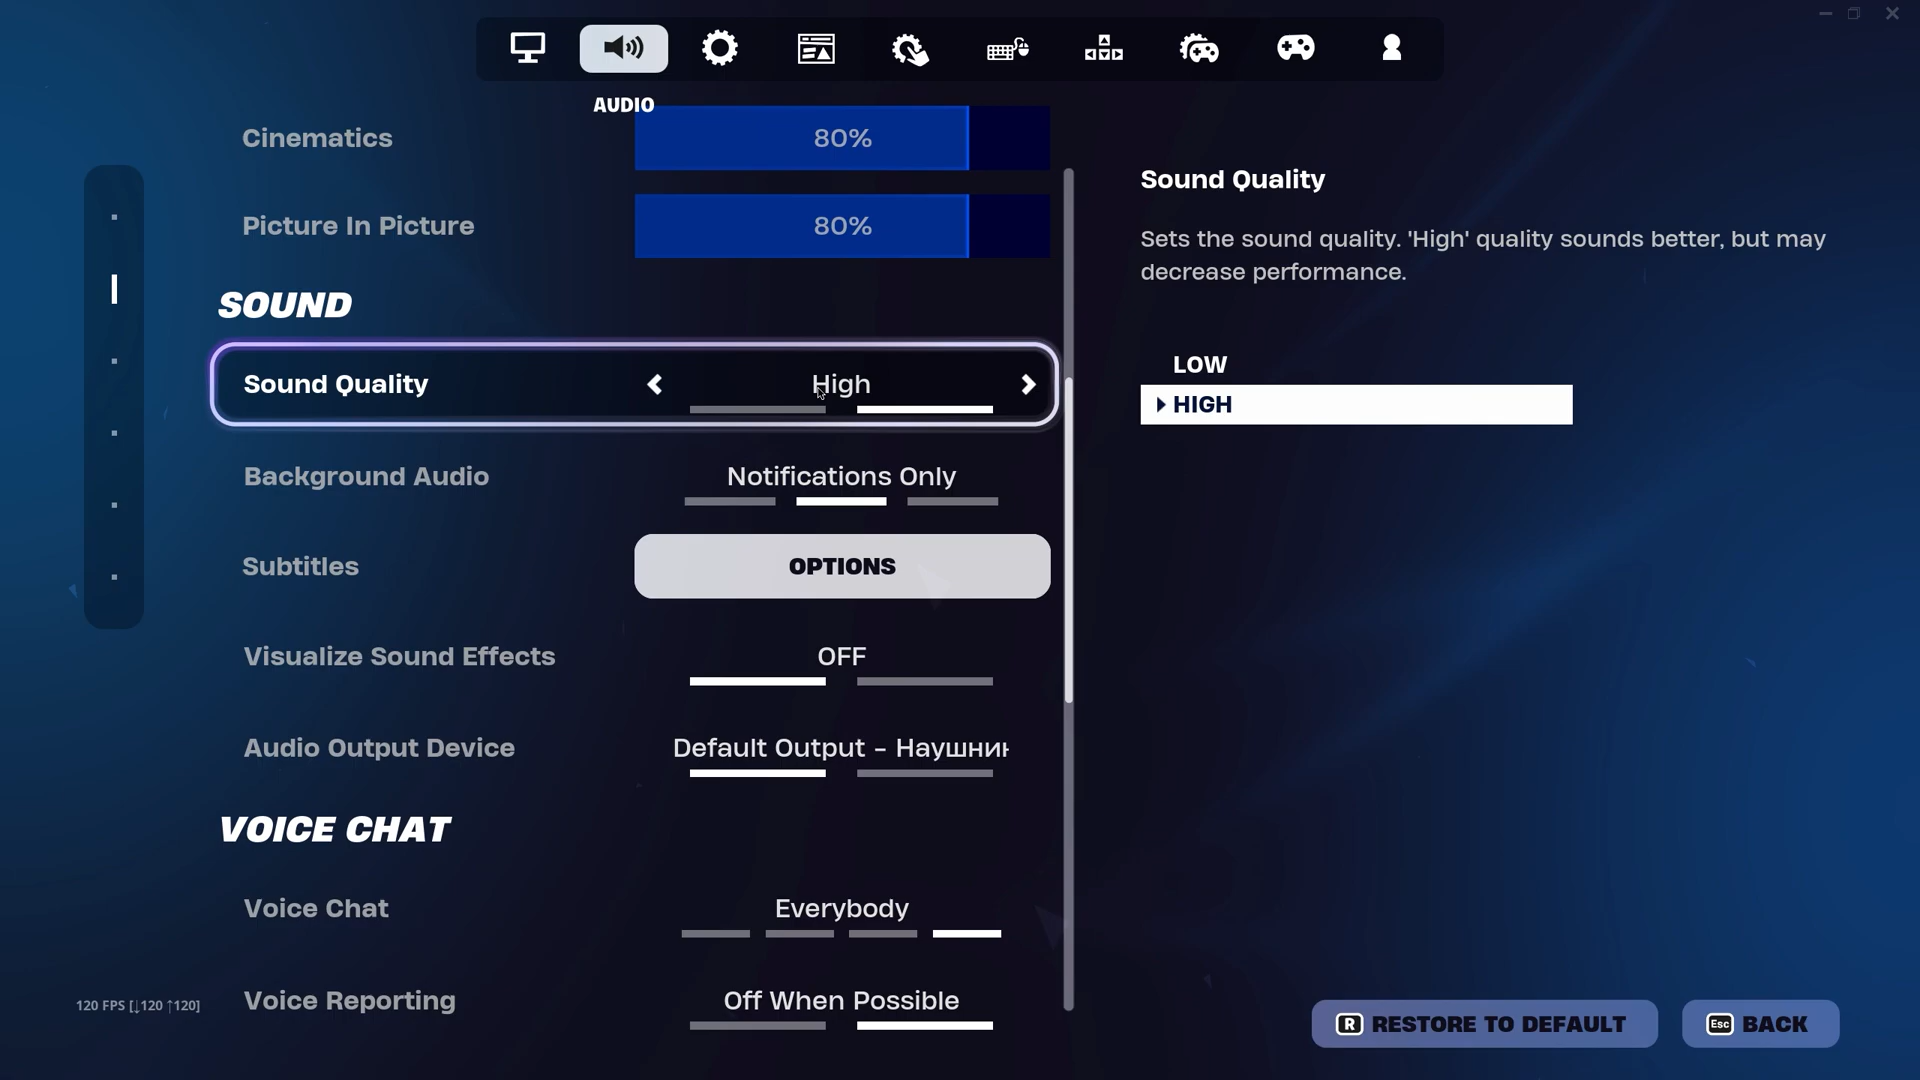 AUDIO
Cinematics
80%
Picture In Picture
80%
SOUND
Sound Quality
High
Background Audio
Notifications Only
Subtitles
OPTIONS
Visualize Sound Effects
OFF
Audio Output Device
Default Output - Наушник
VOICE CHAT
Voice Chat
Everybody
Voice Reporting
Off When Possible
Sound Quality
Sets the sound quality. 'High' quality sounds better, but may
decrease performance.
LOW
HIGH
120 FPS [↓120 ↑120]
R RESTORE TO DEFAULT
Esc BACK